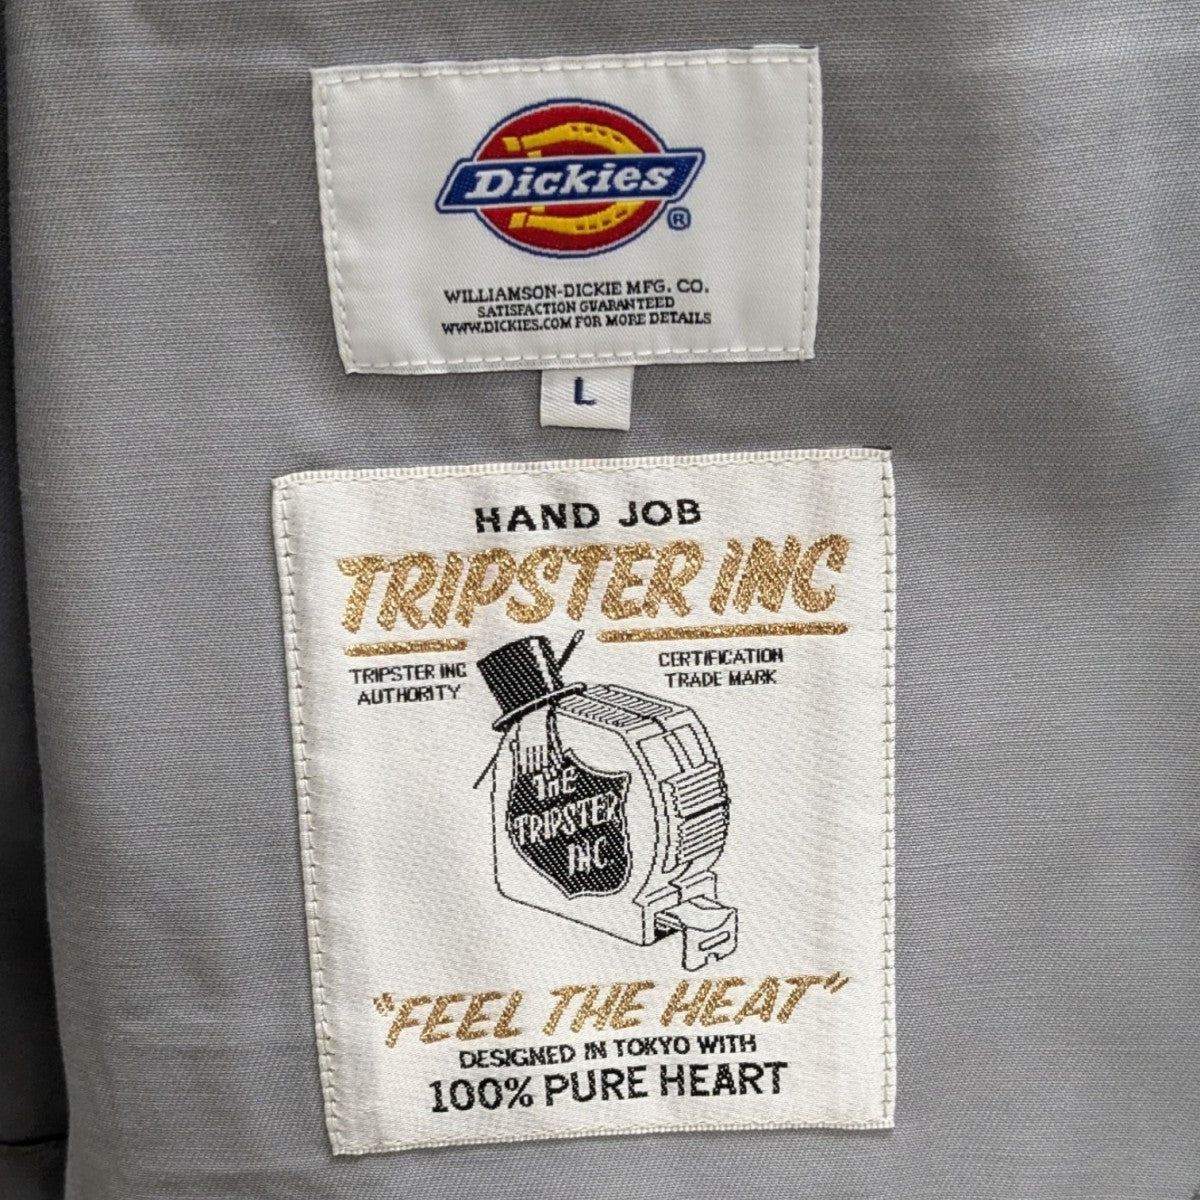 Dickies
®
WILLIAMSON-DICKIE MFG. CO.
SATISFACTION GUARANTEED
WWW.DICKIES.COM FOR MORE DETAILS
L
HAND JOB
TRIPSTER INC
TRIPSTER INC
AUTHORITY
CERTIFICATION
TRADE MARK
THE
TRIPSTER
INC
"FEEL THE HEAT"
DESIGNED IN TOKYO WITH
100% PURE HEART